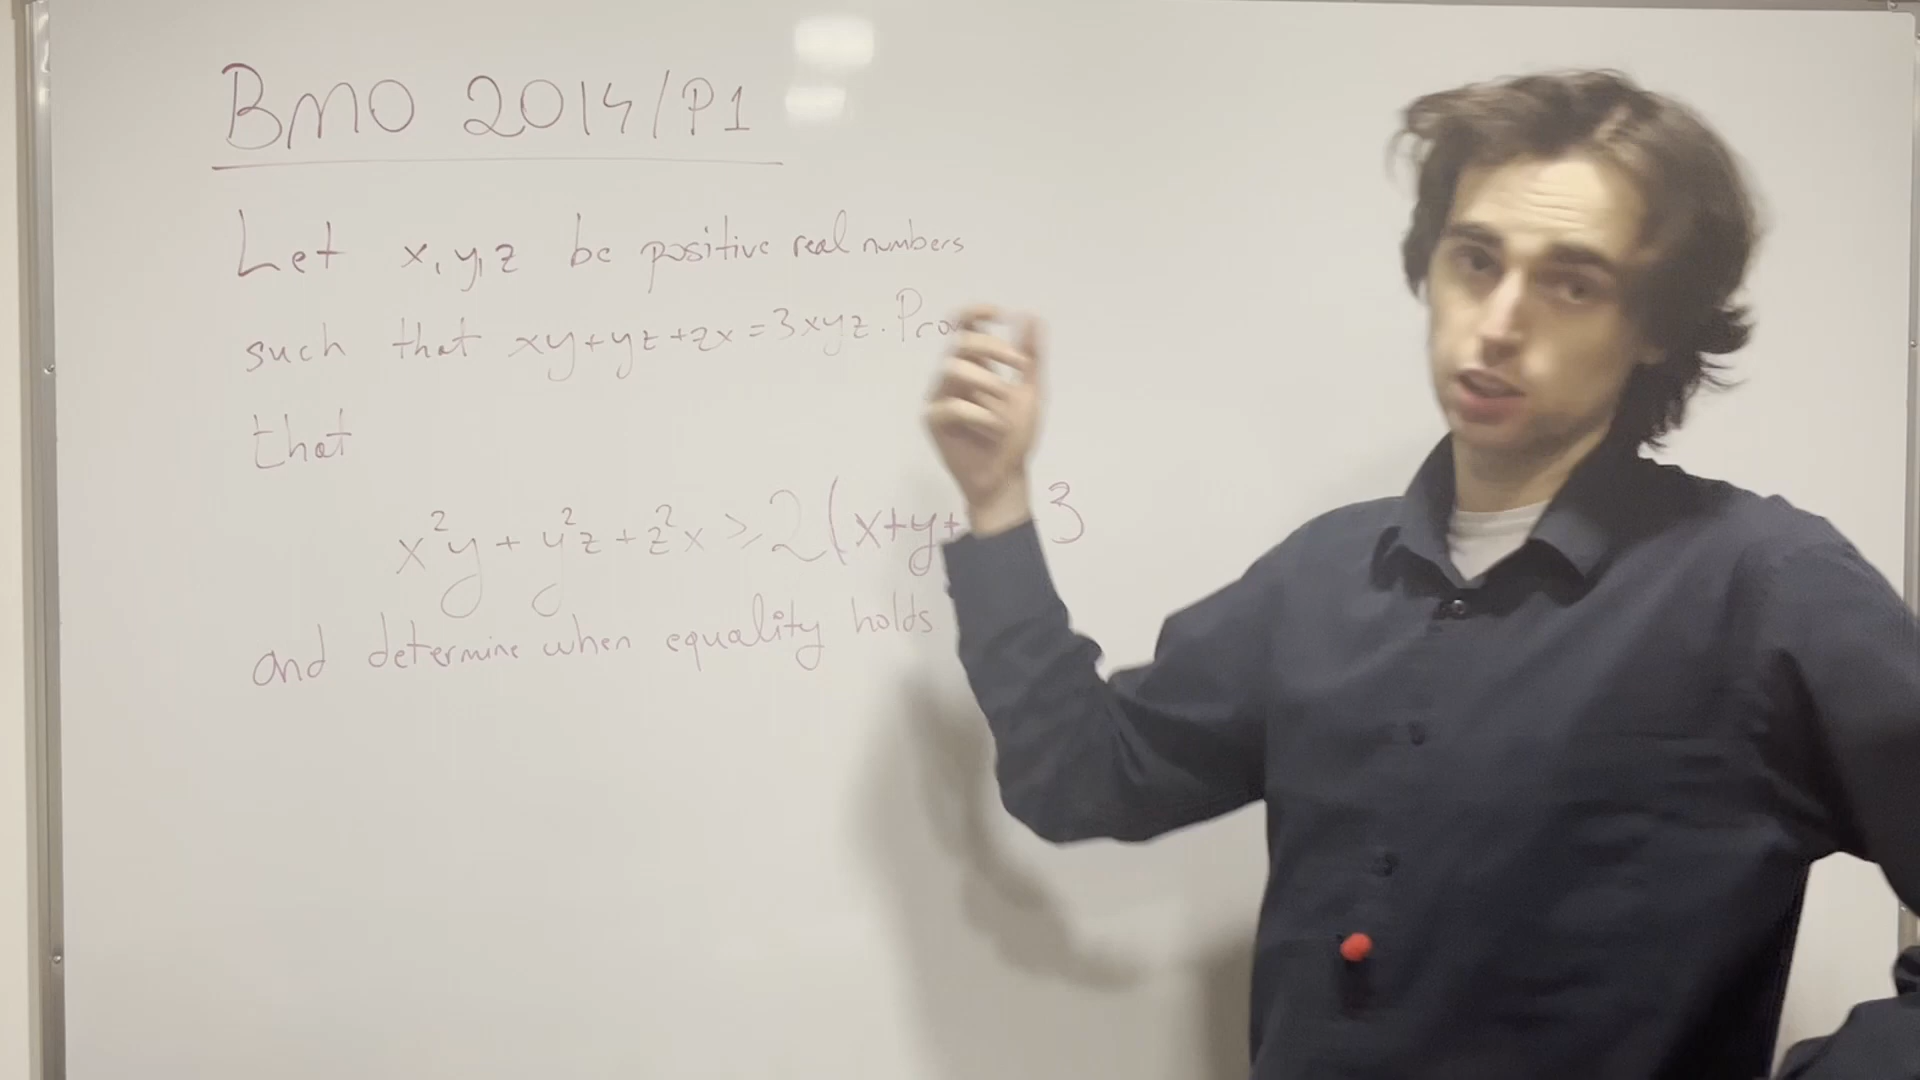 BMO 2014/P1
Let x,y,z be positive real numbers
such that xy+yz+zx=3xyz.
that
x²y+y²z+z²x≥2(x+y+ 3
and determine when equality holds